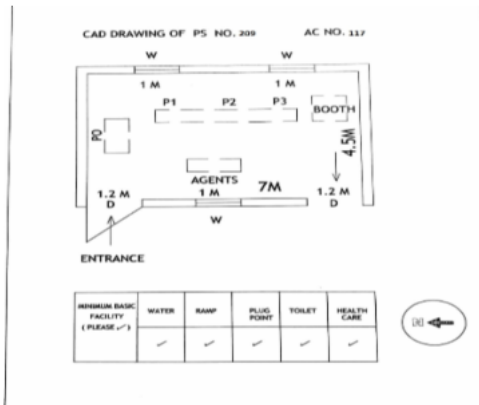 CAD DRAWING OF PS NO. 209 AC NO. 117
W W
1 M 1 M
P1 P2 P3 BOOTH
PO
4.5M
AGENTS
1.2 M 1 M 7M 1.2 M
D D
W
ENTRANCE
MINIMUM BASIC FACILITY (PLEASE ✓) WATER RAMP PLUG POINT TOILET HEALTH CARE
✓ ✓ ✓ ✓ ✓